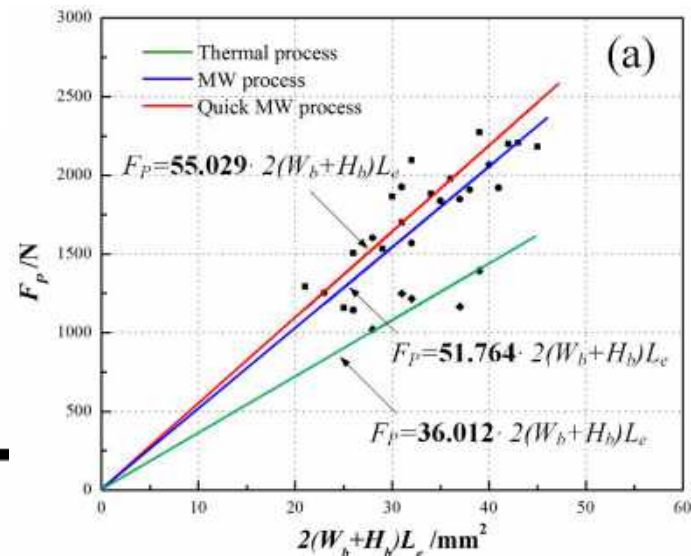 3000
2500
2000
1500
1000
500
0
F_P /N
Thermal process
MW process
Quick MW process
(a)
F_P=55.029· 2(W_b+H_b)L_e
F_P=51.764· 2(W_b+H_b)L_e
F_P=36.012· 2(W_b+H_b)L_e
0 10 20 30 40 50 60
2(W_b+H_b)L_e /mm²